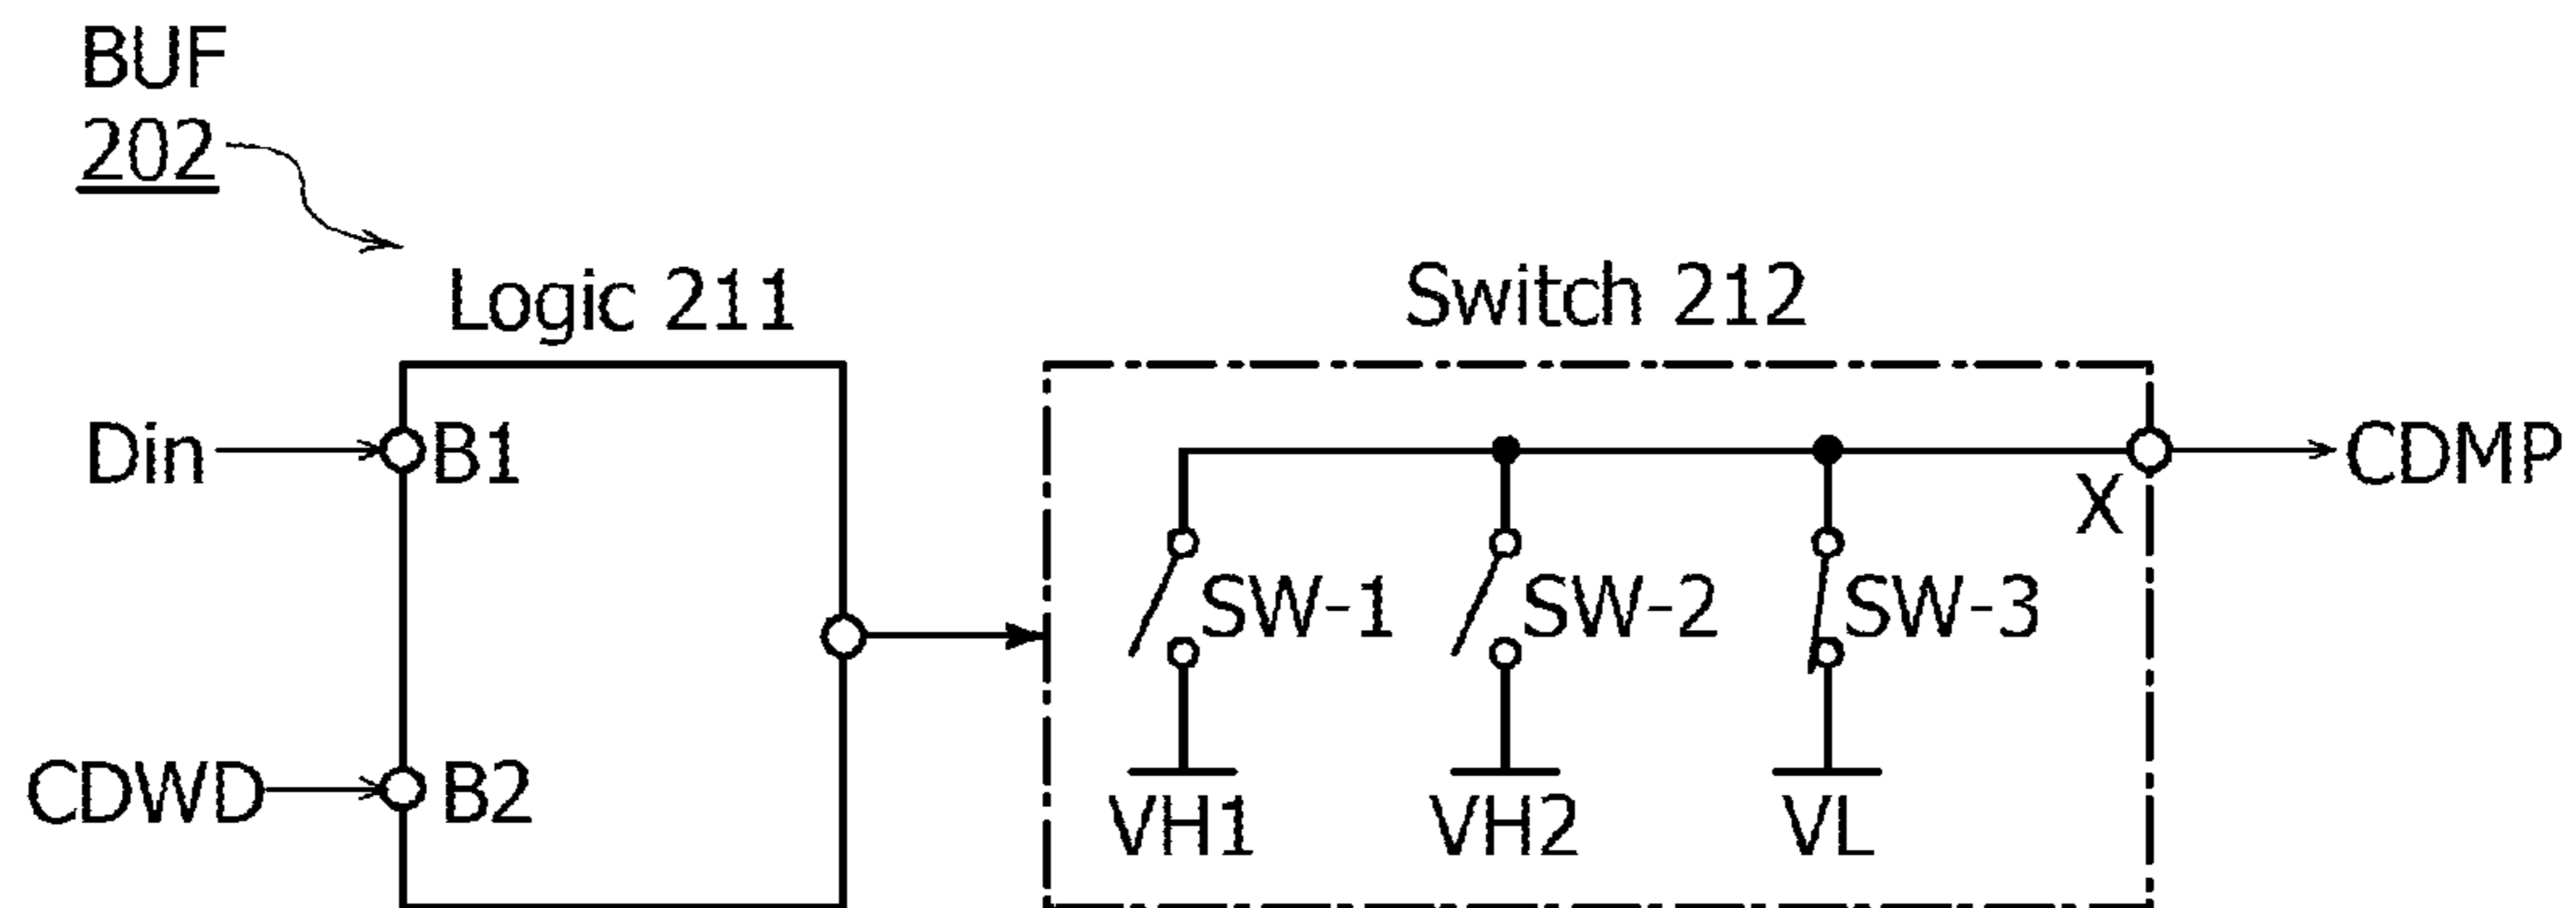 BUF
202
Logic 211
Switch 212
Din
B1
X
CDMP
SW-1
SW-2
SW-3
CDWD
B2
VH1
VH2
VL